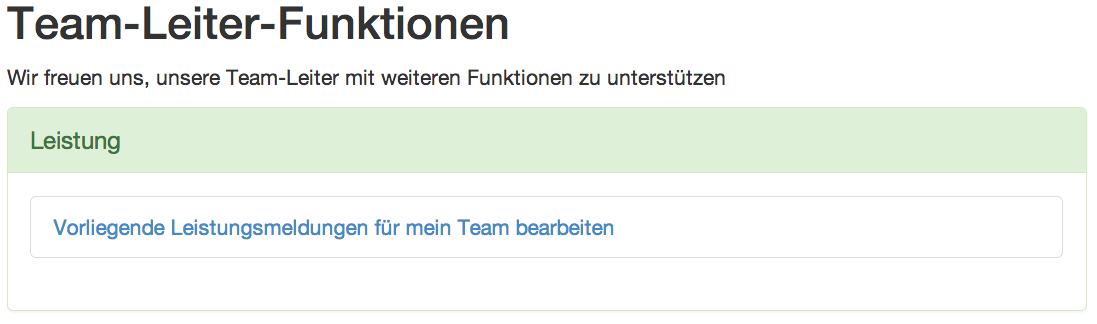 Team-Leiter-Funktionen
Wir freuen uns, unsere Team-Leiter mit weiteren Funktionen zu unterstützen
Leistung
Vorliegende Leistungsmeldungen für mein Team bearbeiten